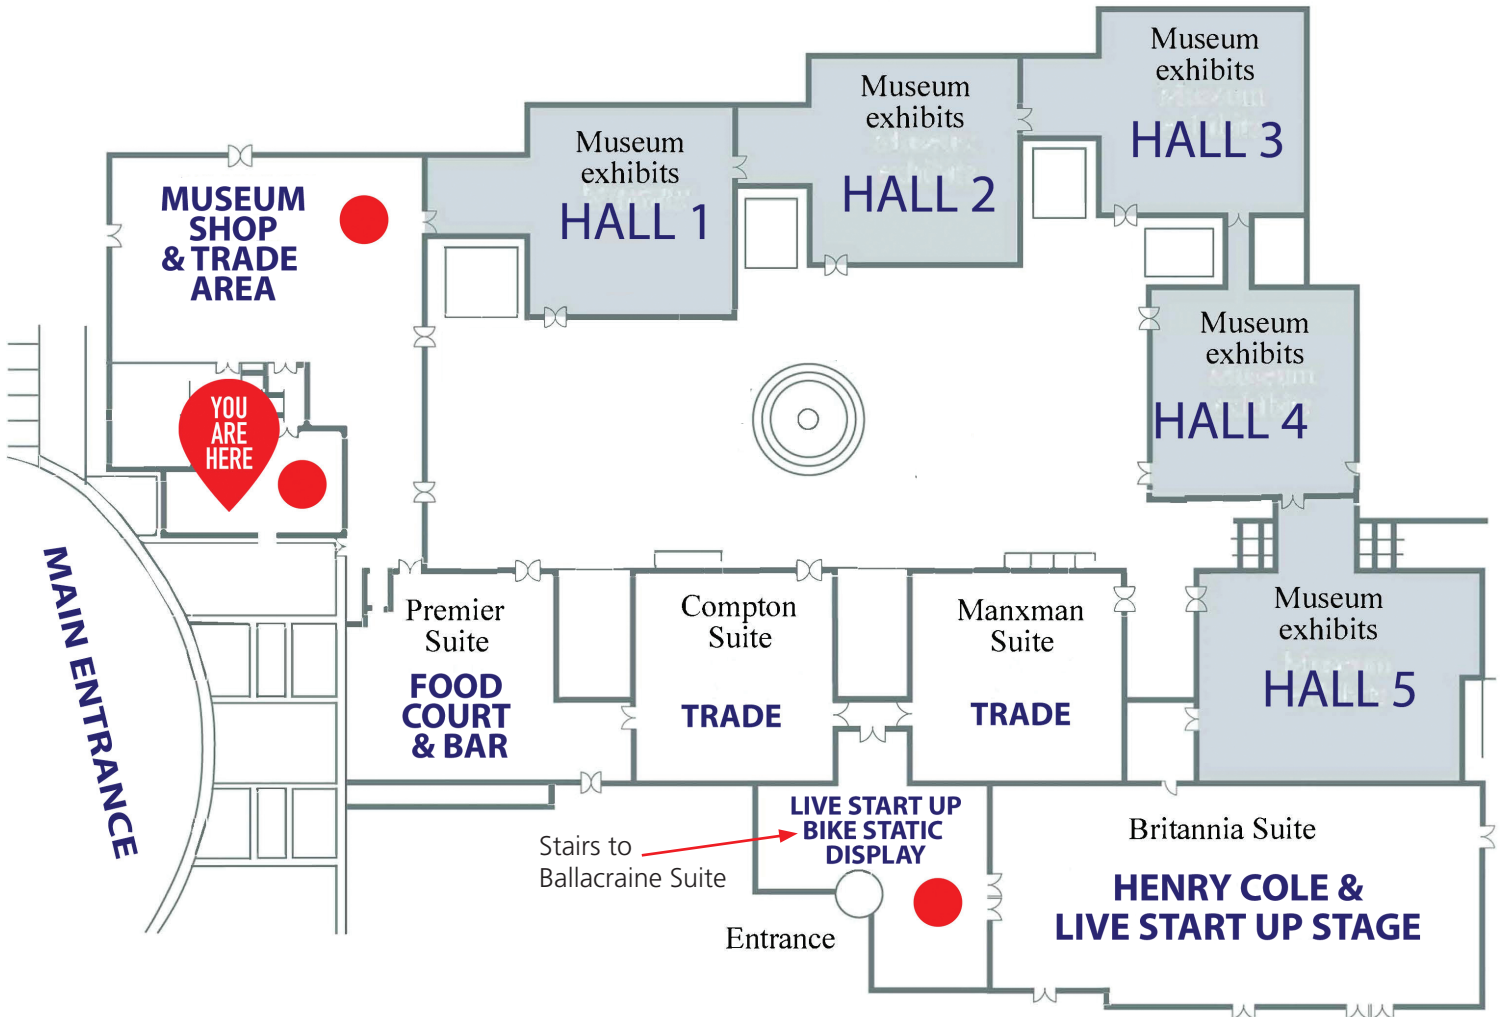 Museum
exhibits
HALL 3
Museum
exhibits
HALL 2
Museum
exhibits
HALL 1
MUSEUM
SHOP
& TRADE
AREA
Museum
exhibits
HALL 4
YOU
ARE
HERE
MAIN ENTRANCE
Premier
Suite
FOOD
COURT
& BAR
Compton
Suite
TRADE
Manxman
Suite
TRADE
Museum
exhibits
HALL 5
LIVE START UP
BIKE STATIC
DISPLAY
Stairs to
Ballacraine Suite
Entrance
Britannia Suite
HENRY COLE &
LIVE START UP STAGE